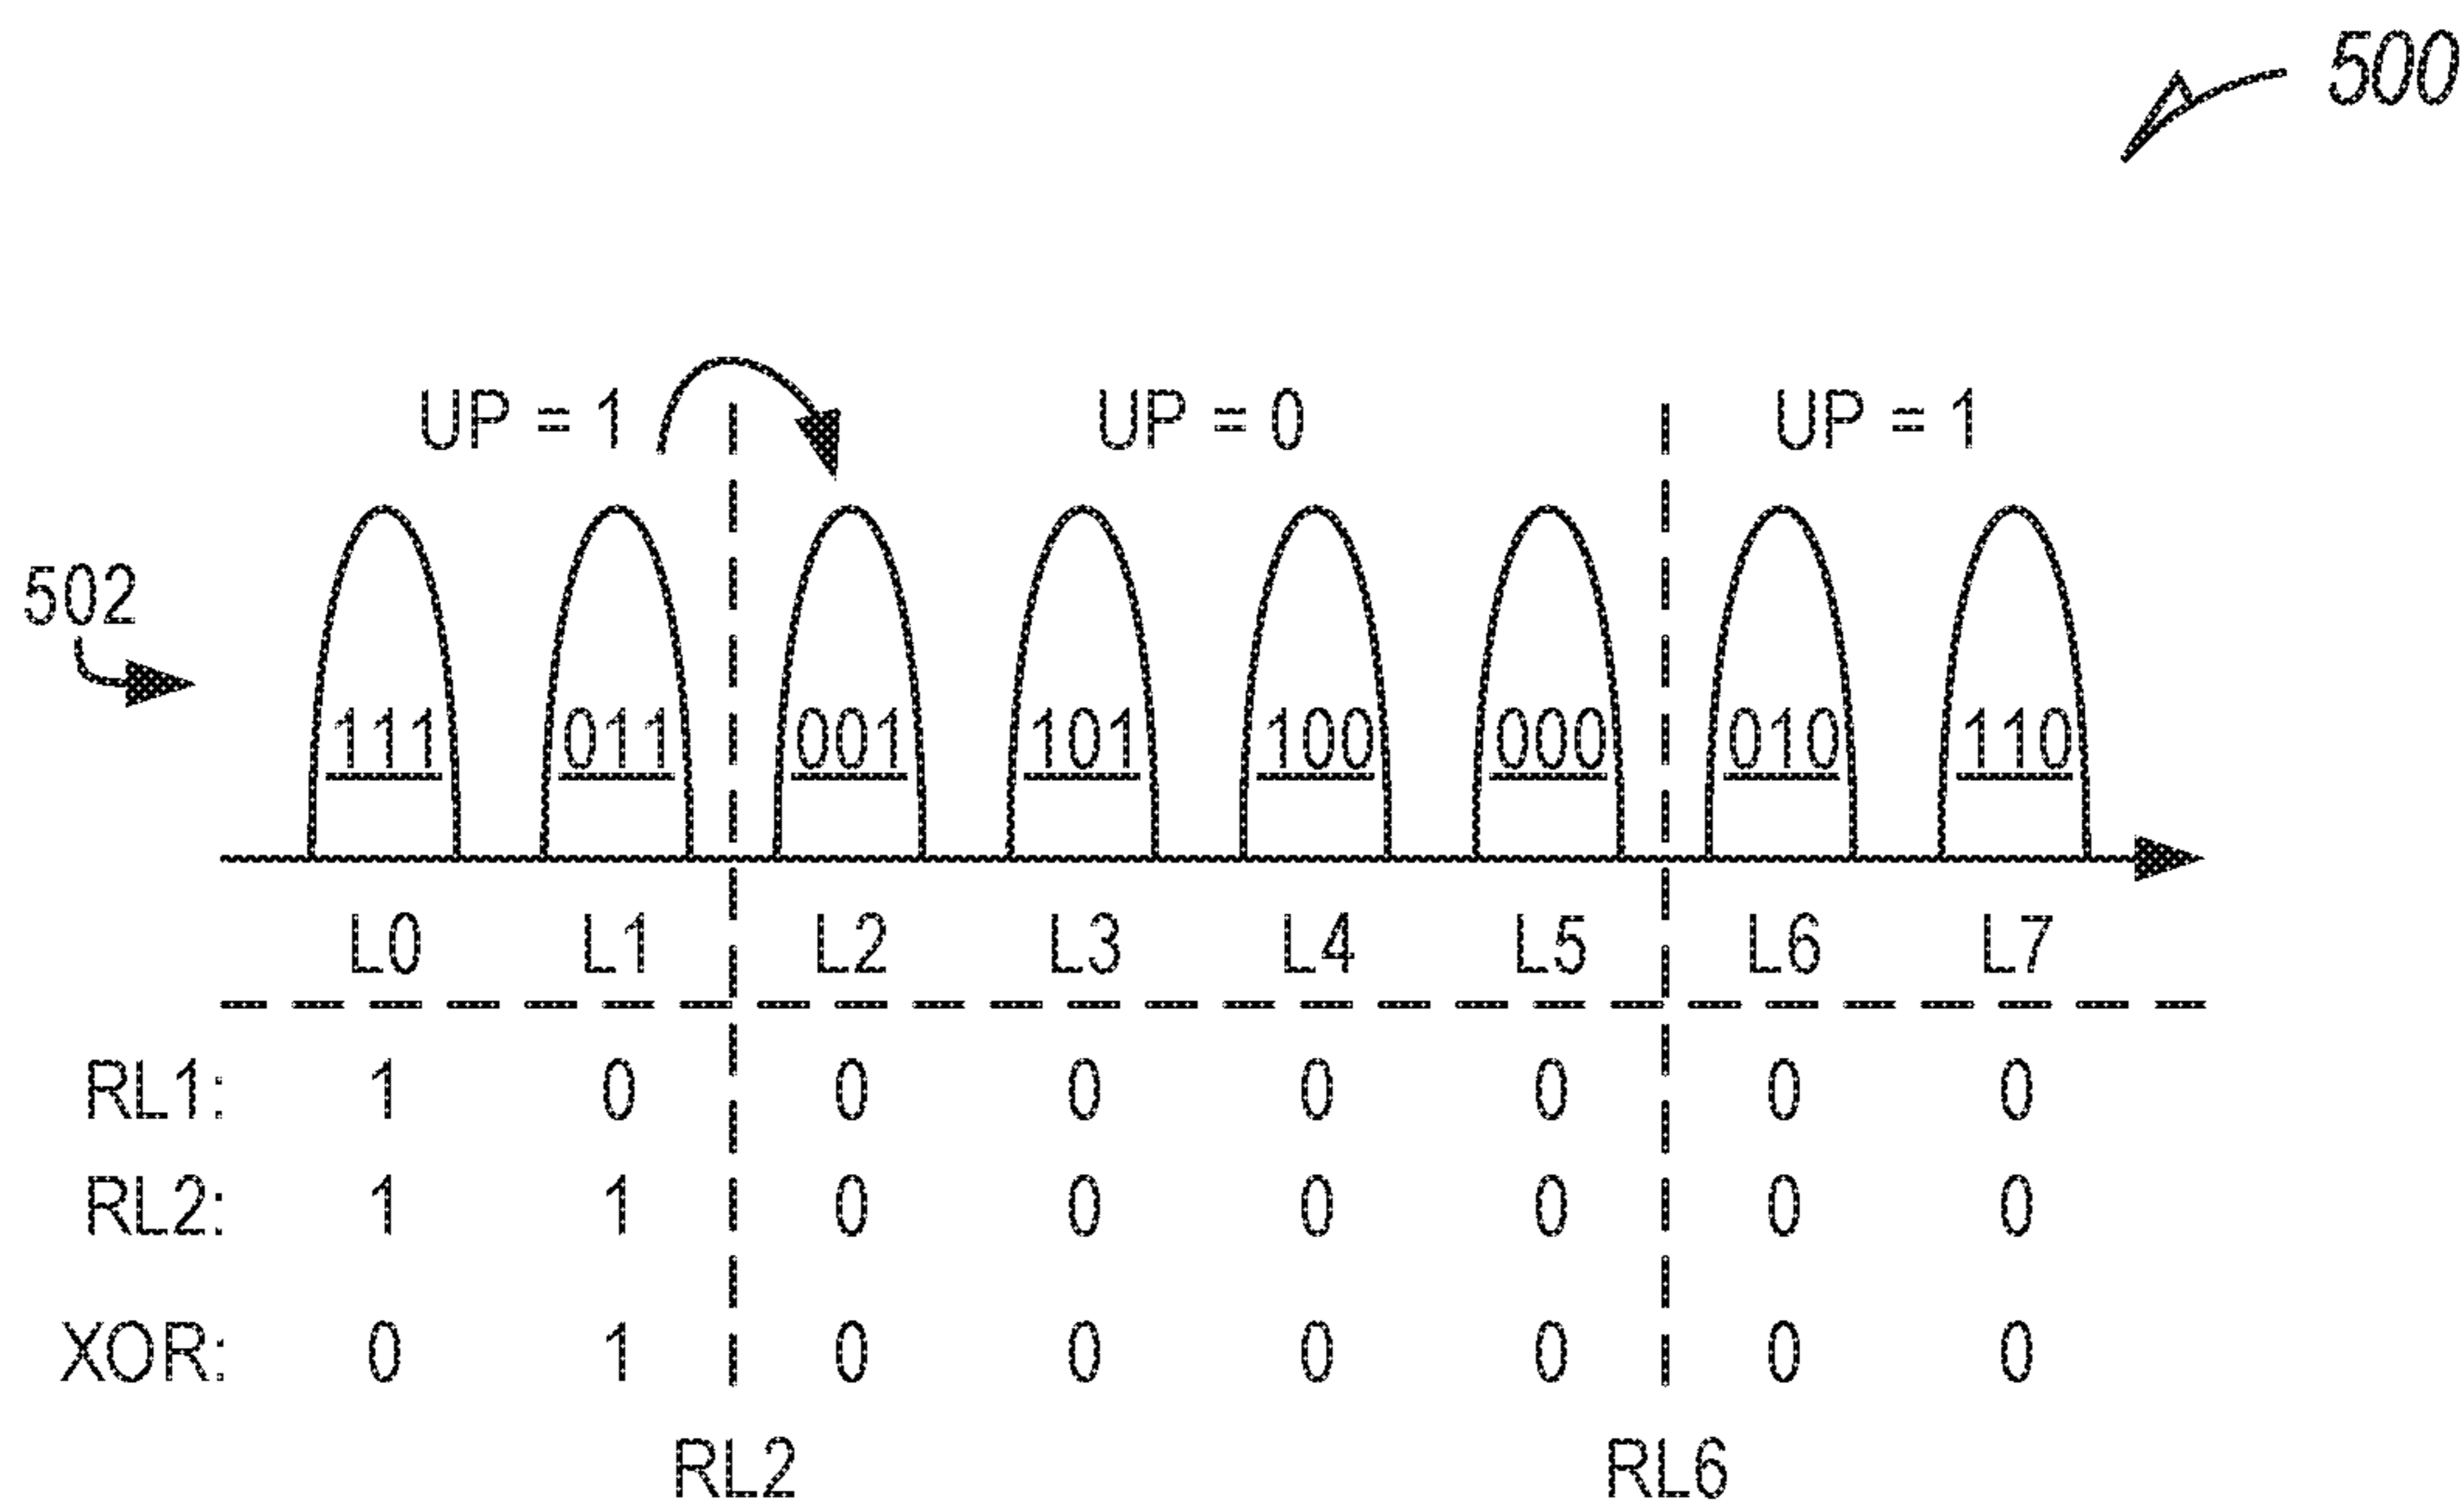 500
UP = 1 UP = 0 UP = 1
502
111 011 001 101 100 000 010 110
L0 L1 L2 L3 L4 L5 L6 L7
RL1: 1 0 0 0 0 0 0 0
RL2: 1 1 0 0 0 0 0 0
XOR: 0 1 0 0 0 0 0 0
RL2 RL6